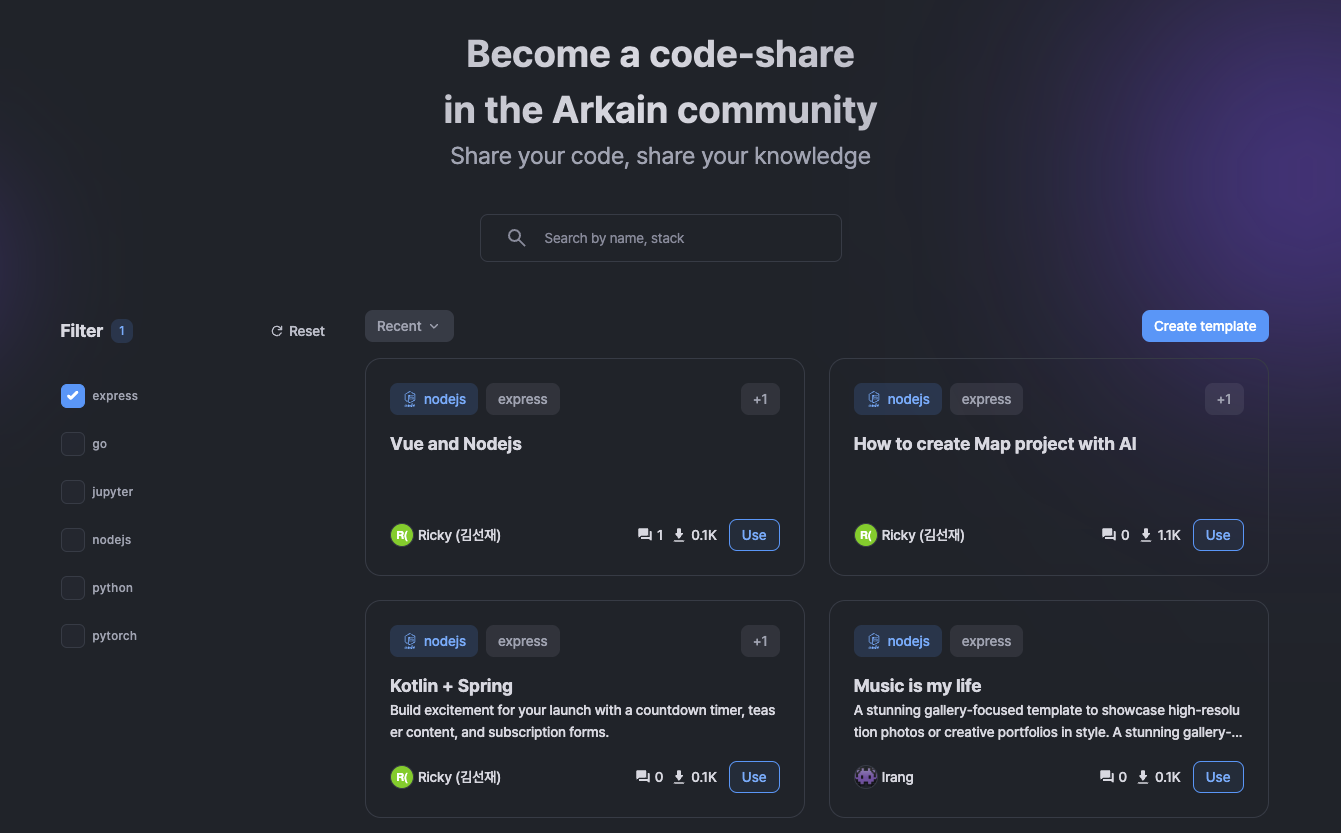 Become a code-share
in the Arkain community
Share your code, share your knowledge
Search by name, stack
Filter 1
Reset
express
go
jupyter
nodejs
python
pytorch
Recent
Create template
nodejs express +1
Vue and Nodejs
R( Ricky (김선재) 1 0.1K Use
nodejs express +1
How to create Map project with AI
R( Ricky (김선재) 0 1.1K Use
nodejs express +1
Kotlin + Spring
Build excitement for your launch with a countdown timer, teas
er content, and subscription forms.
R( Ricky (김선재) 0 0.1K Use
nodejs express
Music is my life
A stunning gallery-focused template to showcase high-resolu
tion photos or creative portfolios in style. A stunning gallery-...
Irang 0 0.1K Use